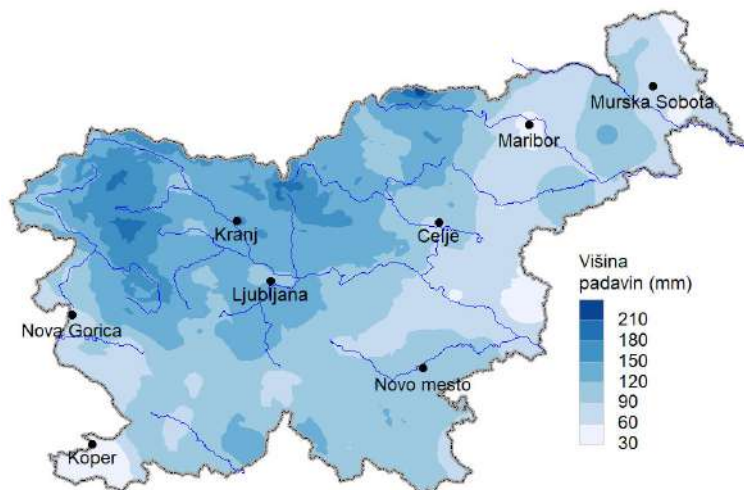 Murska Sobota
Maribor
Kranj
Celje
Ljubljana
Nova Gorica
Novo mesto
Koper
Višina
padavin (mm)
210
180
150
120
90
60
30